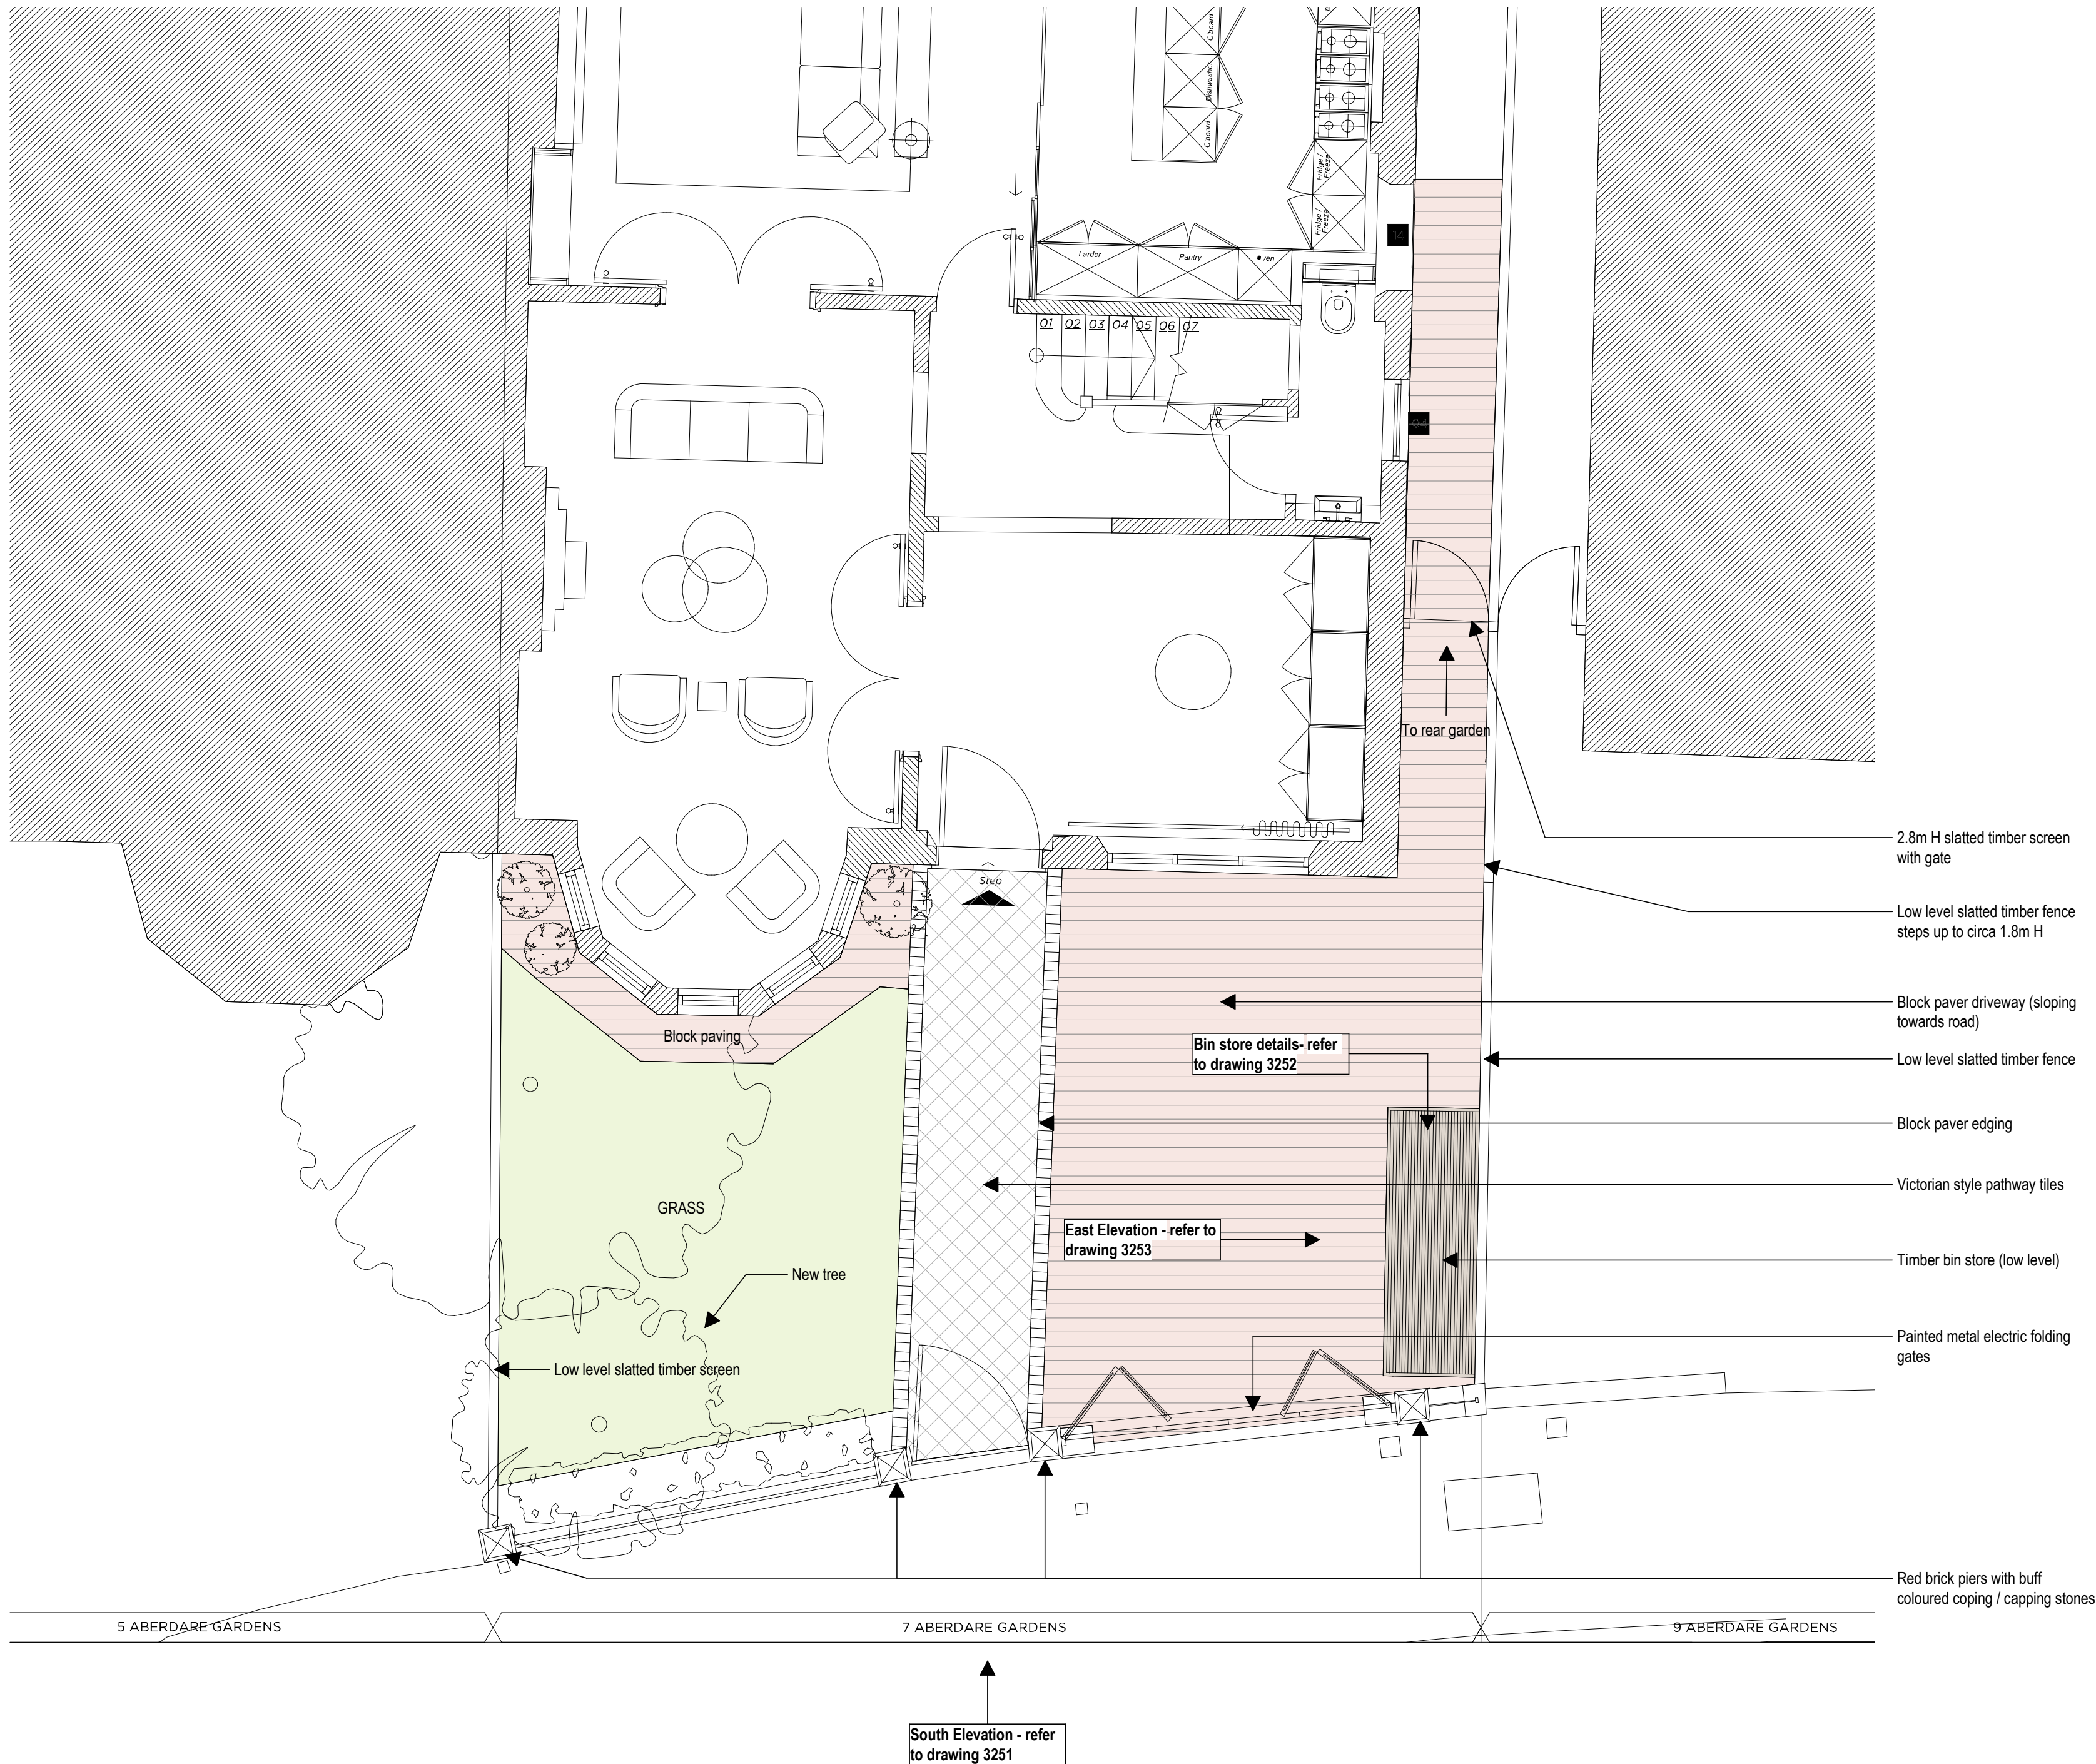 C'board
Dishwasher
C'board
Fridge /
Freeze
Fridge /
Freeze
14
Larder
Pantry
01
02
03
04
05
06
07
04
To rear garden
2.8m H slatted timber screen
with gate
Step
Low level slatted timber fence
steps up to circa 1.8m H
Block paver driveway (sloping
towards road)
Block paving
Bin store details- refer
to drawing 3252
Low level slatted timber fence
Block paver edging
Victorian style pathway tiles
GRASS
East Elevation - refer to
drawing 3253
Timber bin store (low level)
New tree
Painted metal electric folding
gates
Low level slatted timber screen
Red brick piers with buff
coloured coping / capping stones
5 ABERDARE GARDENS
7 ABERDARE GARDENS
9 ABERDARE GARDENS
South Elevation - refer
to drawing 3251